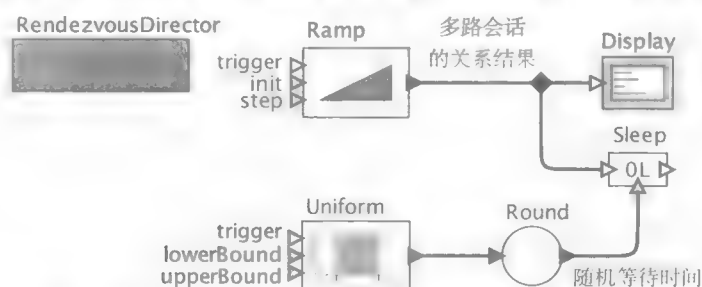 RendezvousDirector
Ramp
多路会话
的关系结果
Display
trigger
init
step
Sleep
0L
Uniform
Round
trigger
lowerBound
upperBound
随机等待时间